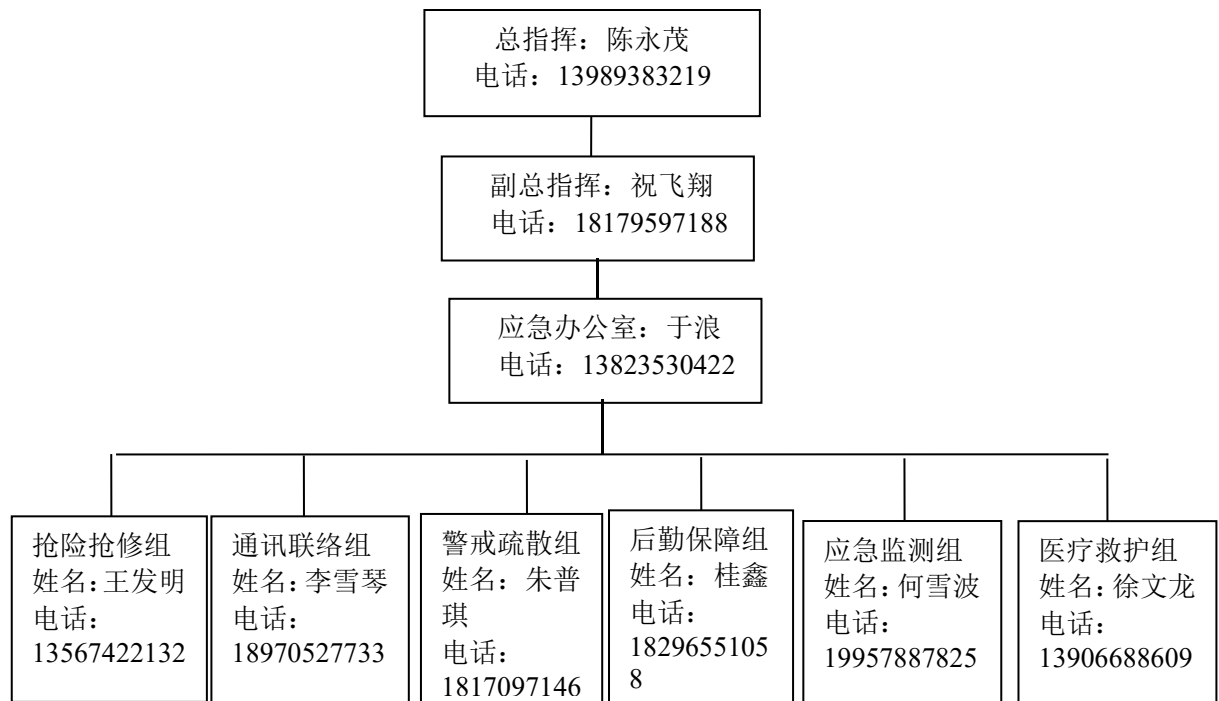 总指挥：陈永茂
电话：13989383219
副总指挥：祝飞翔
电话：18179597188
应急办公室：于浪
电话：13823530422
抢险抢修组
姓名：王发明
电话：
13567422132
通讯联络组
姓名：李雪琴
电话：
18970527733
警戒疏散组
姓名：朱普
琪
电话：
1817097146
后勤保障组
姓名：桂鑫
电话：
1829655105
8
应急监测组
姓名：何雪波
电话：
19957887825
医疗救护组
姓名：徐文龙
电话：
13906688609